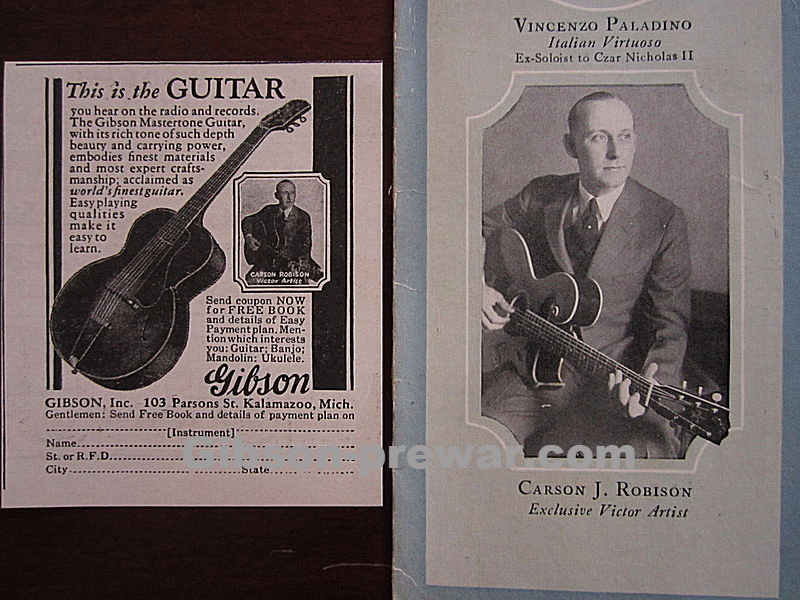 This is the GUITAR
you hear on the radio and records.
The Gibson Mastertone Guitar,
with its rich tone of such depth
beauty and carrying power,
embodies finest materials
and most expert crafts-
manship; acclaimed as
world's finest guitar.
Easy playing
qualities
make it
easy to
learn.
CARSON ROBISON
Victor Artist
Send coupon NOW
for FREE BOOK
and details of Easy
Payment plan. Men-
tion which interests
you: Guitar; Banjo;
Mandolin: Ukulele.
Gibson
GIBSON, Inc. 103 Parsons St. Kalamazoo, Mich.
Gentlemen: Send Free Book and details of payment plan on
[Instrument]
Name
St. or R.F.D.
City State
VINCENZO PALADINO
Italian Virtuoso
Ex-Soloist to Czar Nicholas II
CARSON J. ROBISON
Exclusive Victor Artist
Gibson-prewar.com